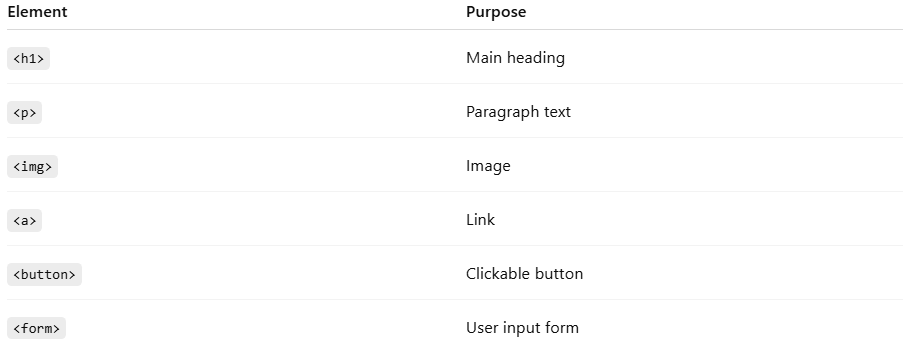 Element Purpose
<h1> Main heading
<p> Paragraph text
<img> Image
<a> Link
<button> Clickable button
<form> User input form